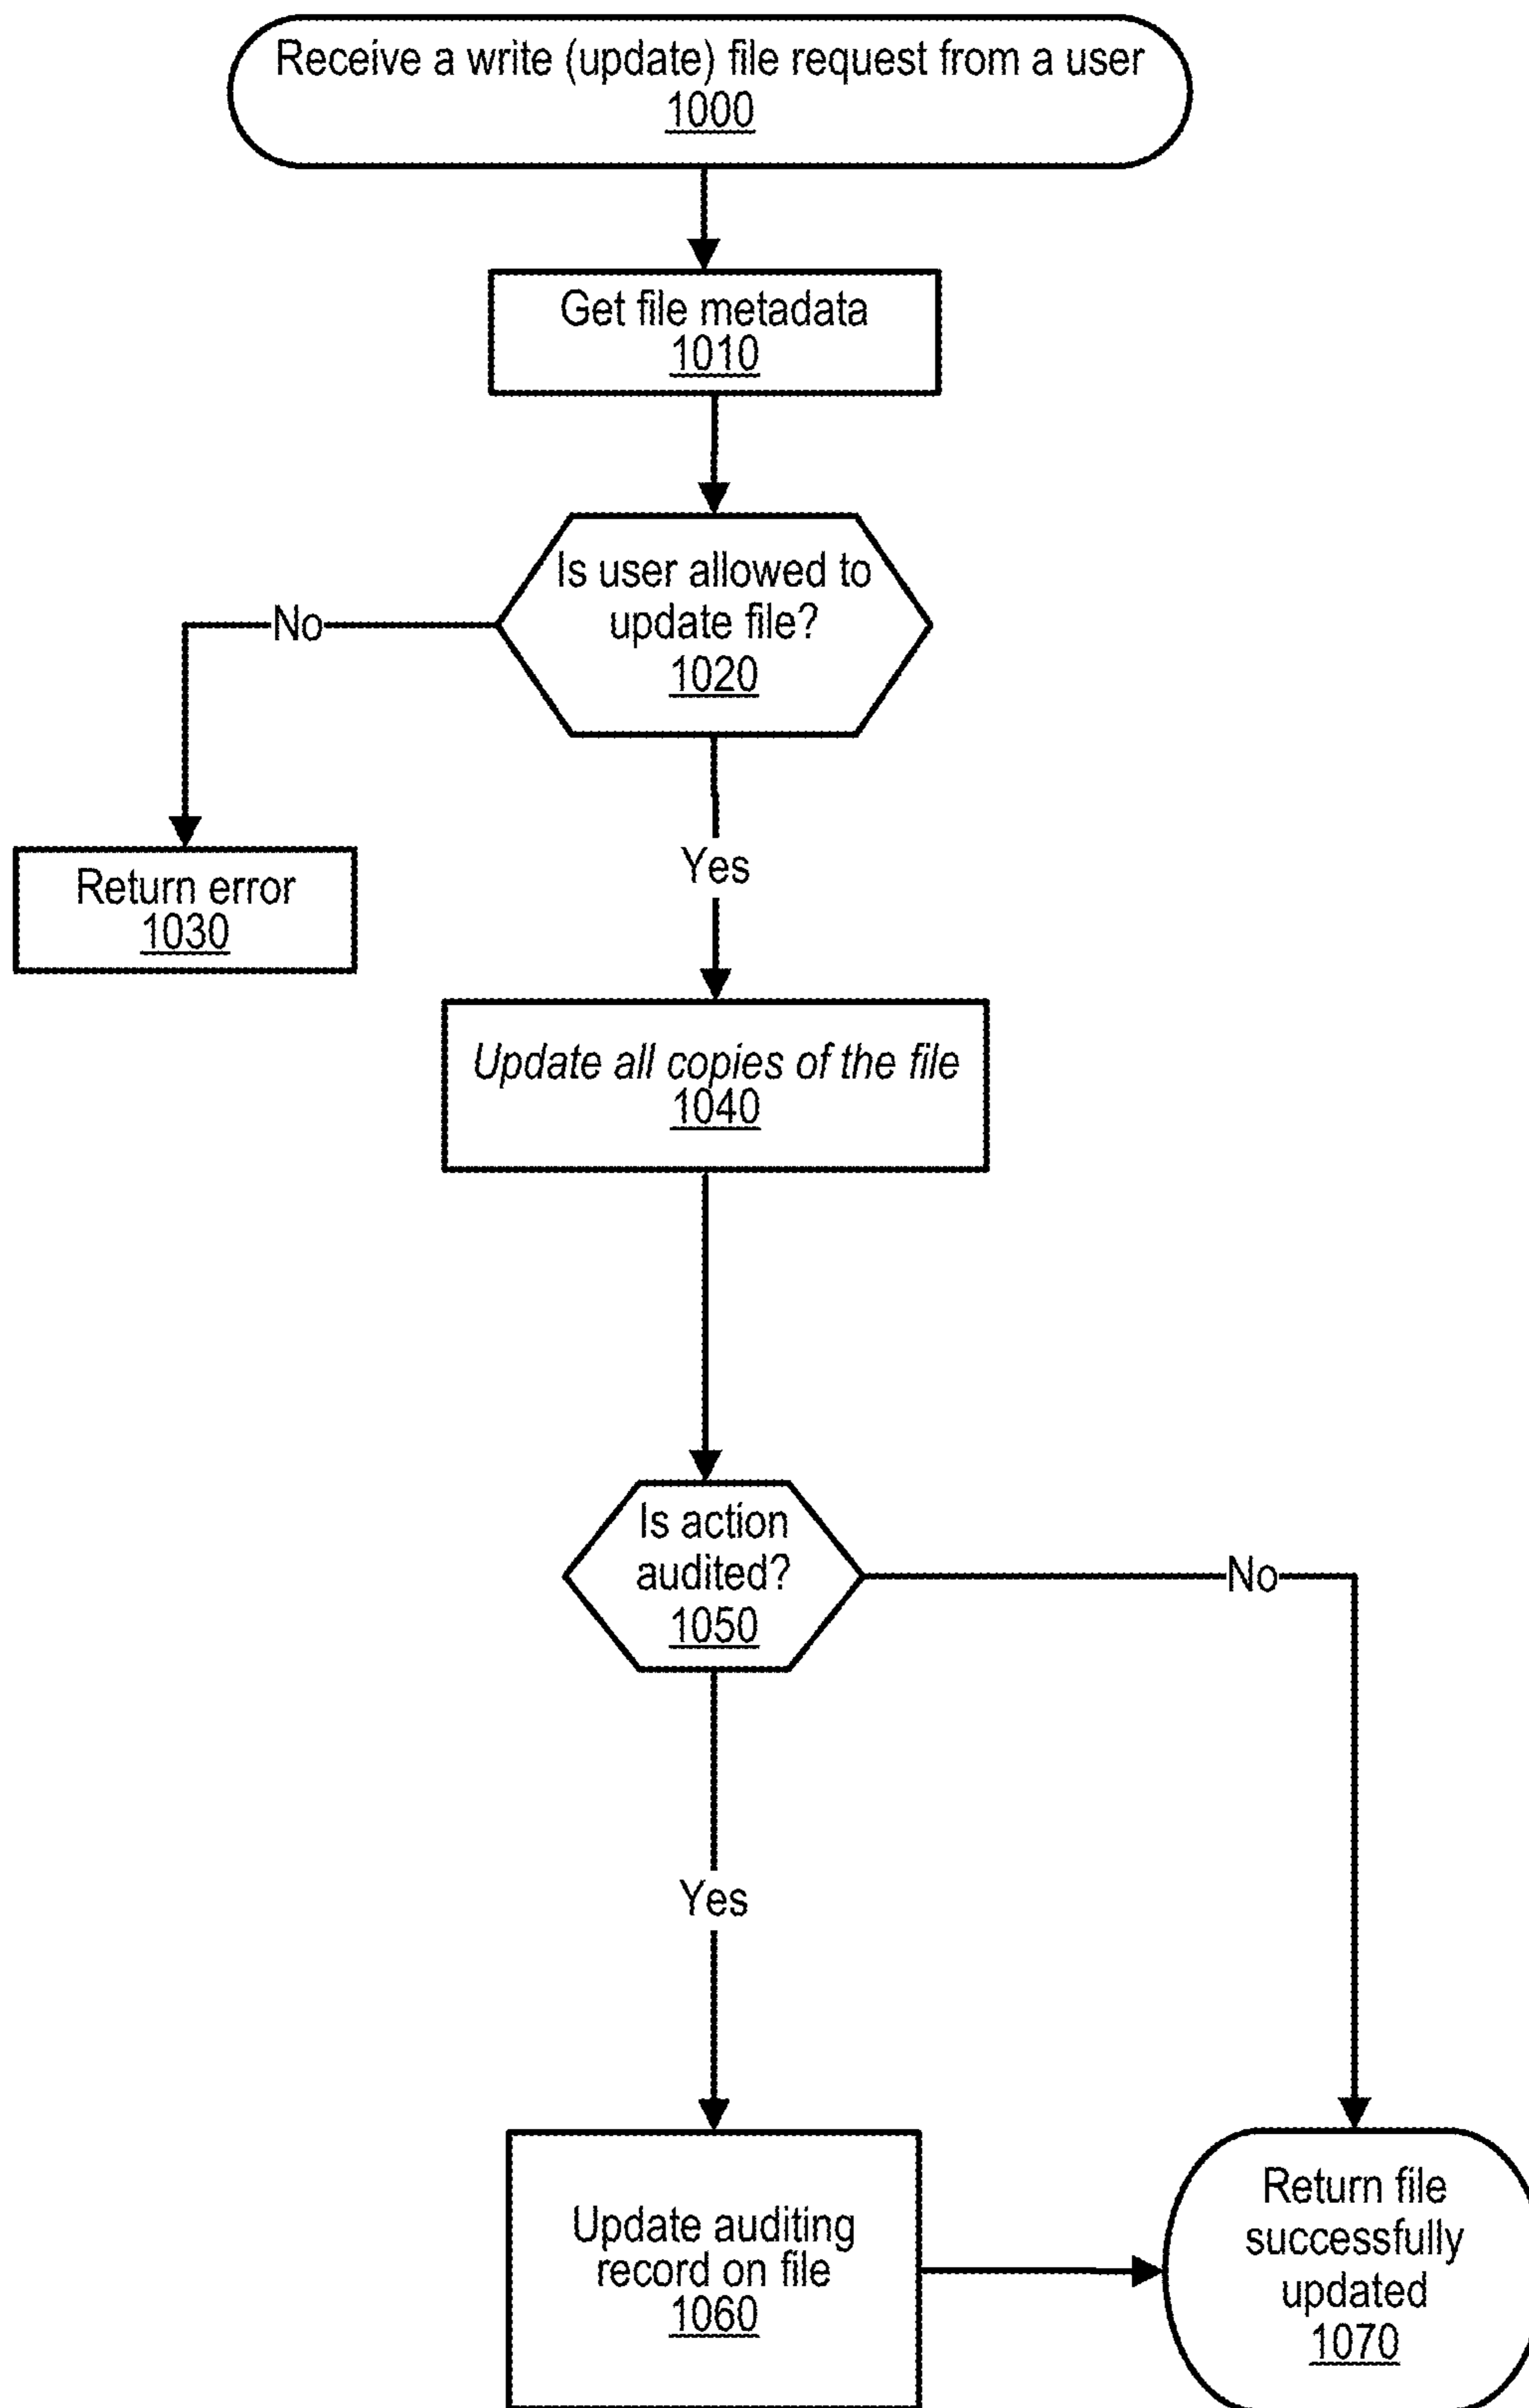 Receive a write (update) file request from a user
1000
Get file metadata
1010
Is user allowed to
update file?
1020
No
Yes
Return error
1030
Update all copies of the file
1040
Is action
audited?
1050
No
Yes
Update auditing
record on file
1060
Return file
successfully
updated
1070